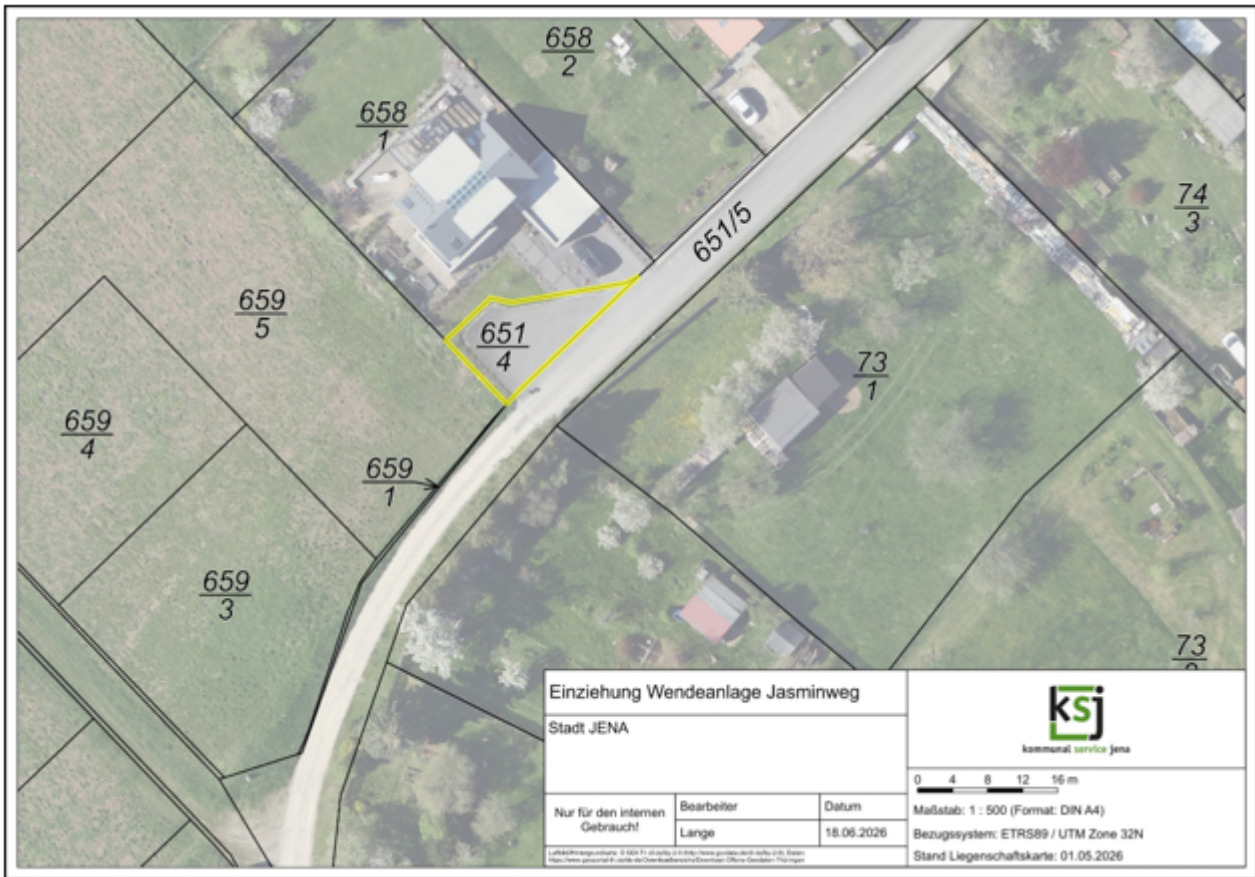 658
2
658
1
651/5
74
3
659
5
651
4
73
1
659
4
659
1
659
3
73
Einziehung Wendeanlage Jasminweg
Stadt JENA
ksj
kommunal service jena
0 4 8 12 16 m
Maßstab: 1 : 500 (Format: DIN A4)
Bezugssystem: ETRS89 / UTM Zone 32N
Stand Liegenschaftskarte: 01.05.2026
Nur für den internen
Gebrauch!
Bearbeiter
Datum
Lange
18.06.2026